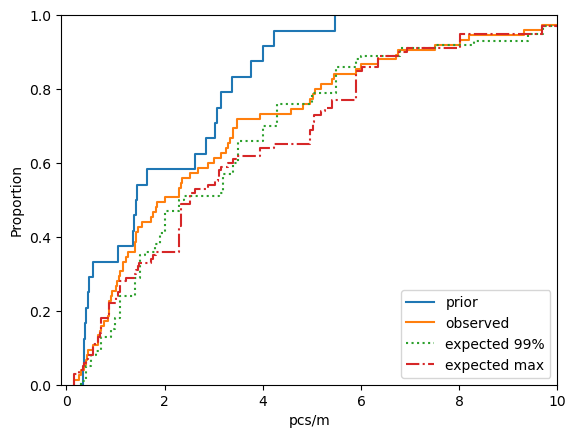 1.0
0.8
0.6
0.4
0.2
0.0
Proportion
0 2 4 6 8 10
pcs/m
prior
observed
expected 99%
expected max